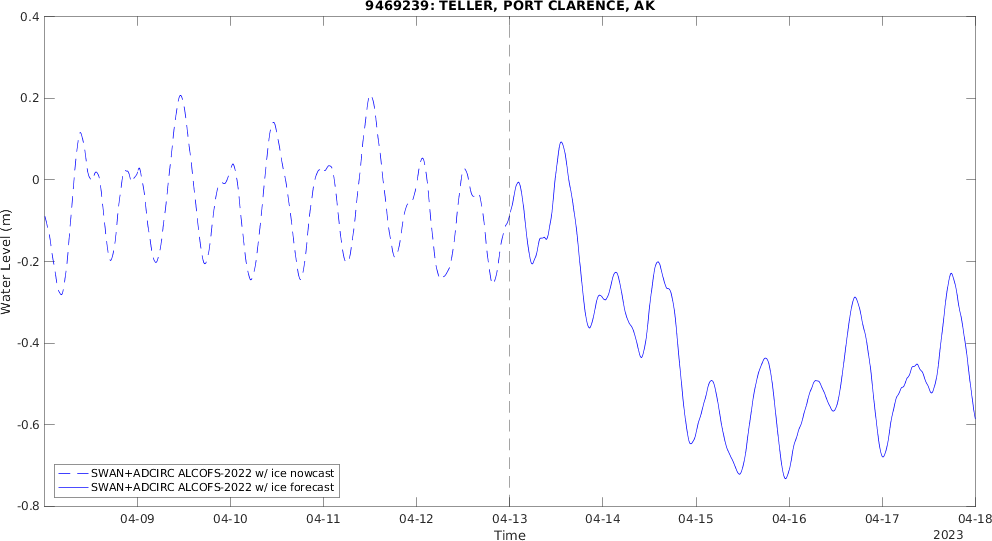 9469239: TELLER, PORT CLARENCE, AK
0.4
0.2
0
-0.2
-0.4
-0.6
-0.8
Water Level (m)
SWAN+ADCIRC ALCOFS-2022 w/ ice nowcast
SWAN+ADCIRC ALCOFS-2022 w/ ice forecast
04-09 04-10 04-11 04-12 04-13 04-14 04-15 04-16 04-17 04-18
Time
2023